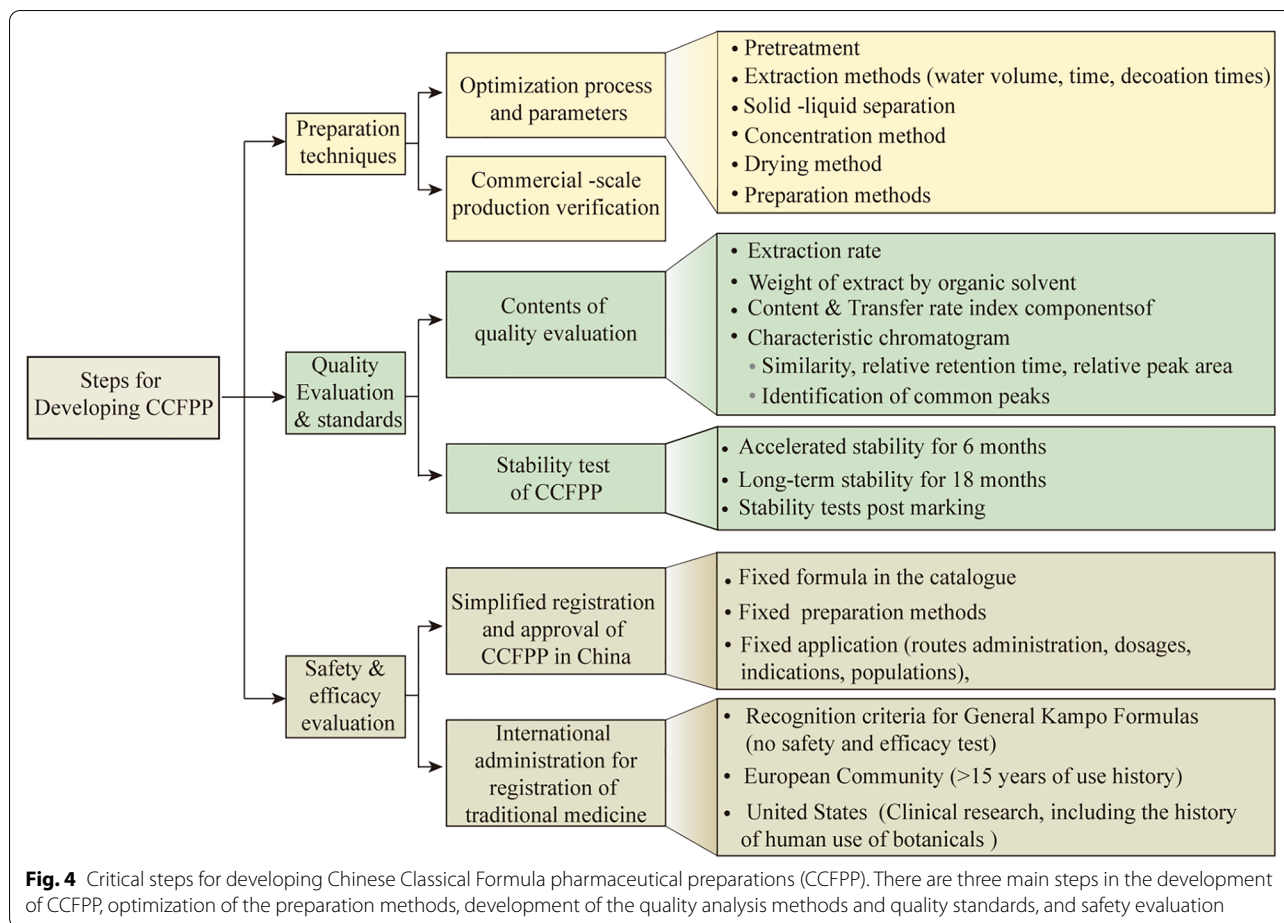 Steps for
Developing CCFPP
Preparation
techniques
Optimization process
and parameters
• Pretreatment
• Extraction methods (water volume, time, decoation times)
• Solid -liquid separation
• Concentration method
• Drying method
• Preparation methods
Commercial -scale
production verification
Quality
Evaluation
& standards
Contents of
quality evaluation
• Extraction rate
• Weight of extract by organic solvent
• Content & Transfer rate index componentsof
• Characteristic chromatogram
• Similarity, relative retention time, relative peak area
• Identification of common peaks
Stability test
of CCFPP
• Accelerated stability for 6 months
• Long-term stability for 18 months
• Stability tests post marking
Safety &
efficacy
evaluation
Simplified registration
and approval of
CCFPP in China
• Fixed formula in the catalogue
• Fixed preparation methods
• Fixed application (routes administration, dosages,
indications, populations),
International
administration for
registration of
traditional medicine
• Recognition criteria for General Kampo Formulas
(no safety and efficacy test)
• European Community (>15 years of use history)
• United States (Clinical research, including the history
of human use of botanicals )
Fig. 4 Critical steps for developing Chinese Classical Formula pharmaceutical preparations (CCFPP). There are three main steps in the development
of CCFPP, optimization of the preparation methods, development of the quality analysis methods and quality standards, and safety evaluation